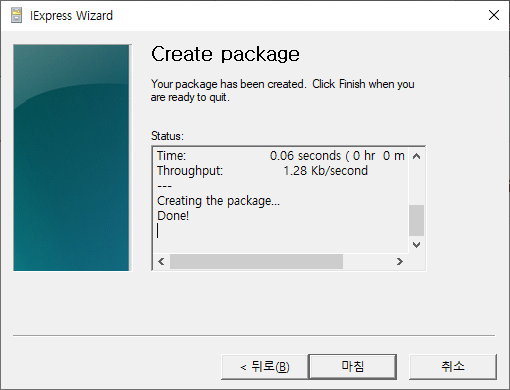 IExpress Wizard
Create package
Your package has been created.  Click Finish when you
are ready to quit.
Status:
Time: 0.06 seconds ( 0 hr  0 m
Throughput: 1.28 Kb/second
---
Creating the package...
Done!
< 뒤로(B)
마침
취소